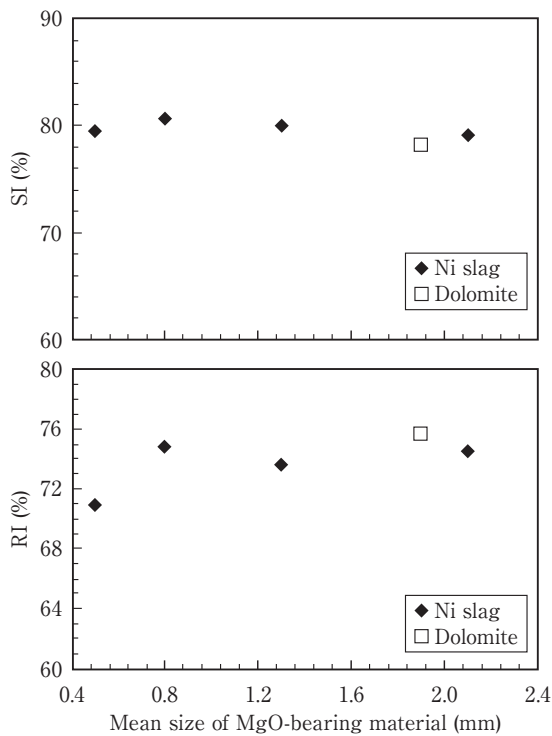 90
80
70
60
SI (%)
Ni slag
Dolomite
80
76
72
68
64
60
RI (%)
Ni slag
Dolomite
0.4 0.8 1.2 1.6 2.0 2.4
Mean size of MgO-bearing material (mm)